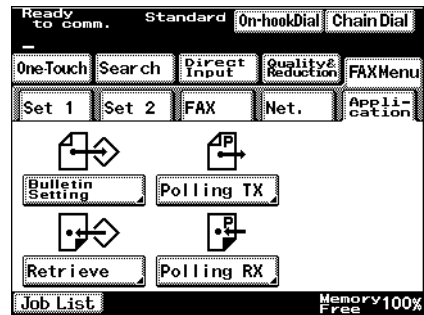 Ready to comm. Standard On-hookDial Chain Dial
One-Touch Search Direct Input Quality& Reduction FAXMenu
Set 1 Set 2 FAX Net. Appli-cation
P
Bulletin Setting Polling TX
P
Retrieve Polling RX
Job List Memory Free 100%